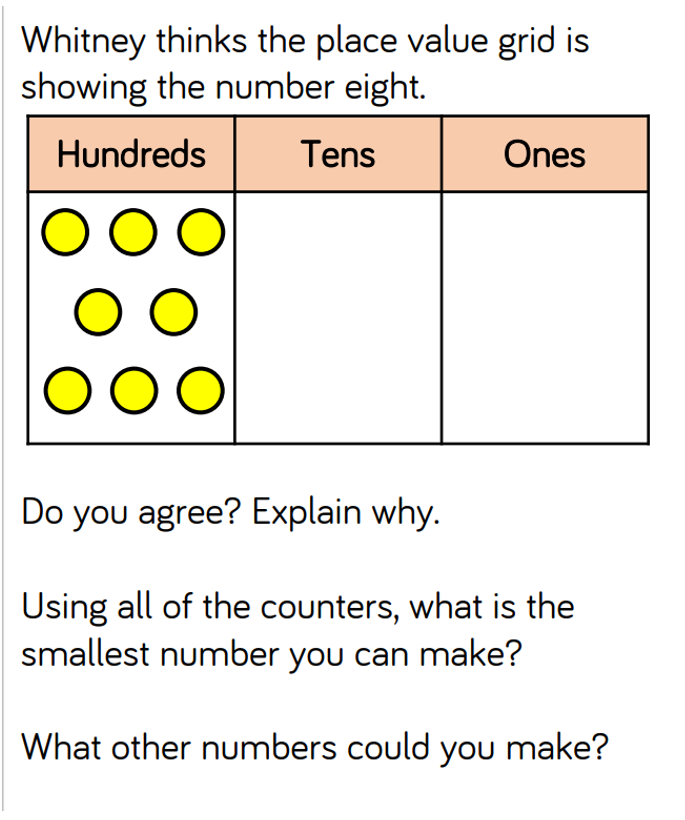 Whitney thinks the place value grid is
showing the number eight.
Hundreds Tens Ones
Do you agree? Explain why.
Using all of the counters, what is the
smallest number you can make?
What other numbers could you make?